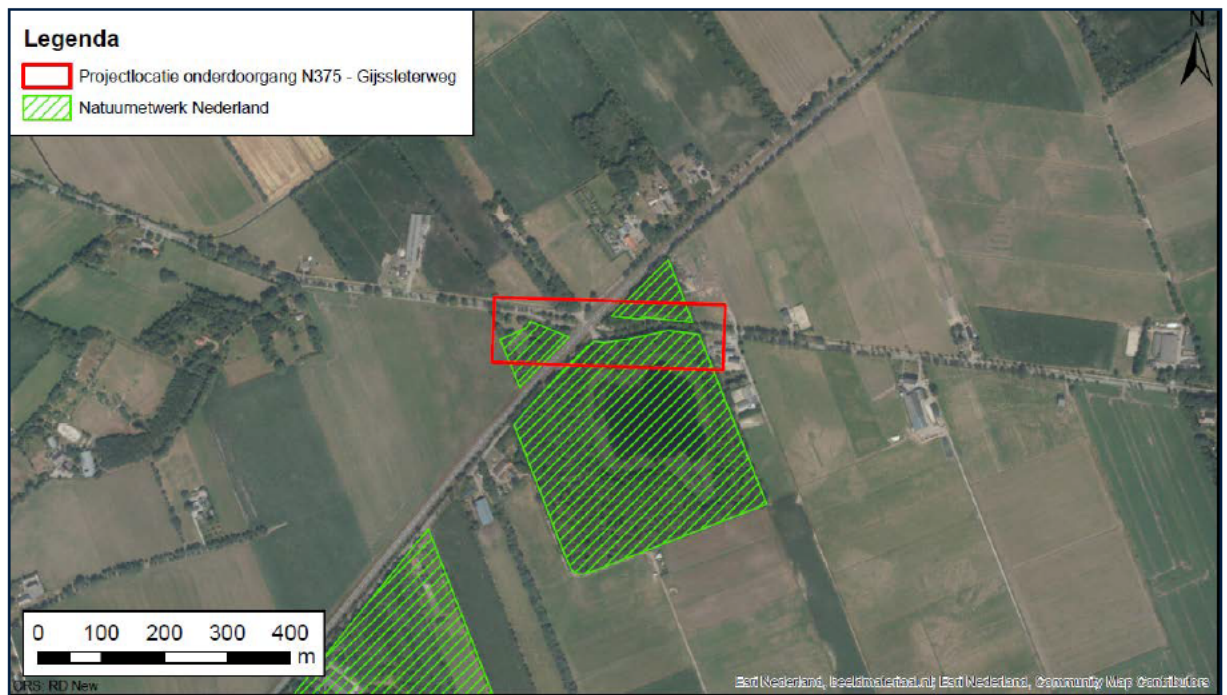 Legenda
Projectlocatie onderdoorgang N375 - Gijssleterweg
Natuurnetwerk Nederland
N
0 100 200 300 400
m
CRS: RD New
Esri Nederland, beeldmateriaal.nl; Esri Nederland, Community Map Contributors